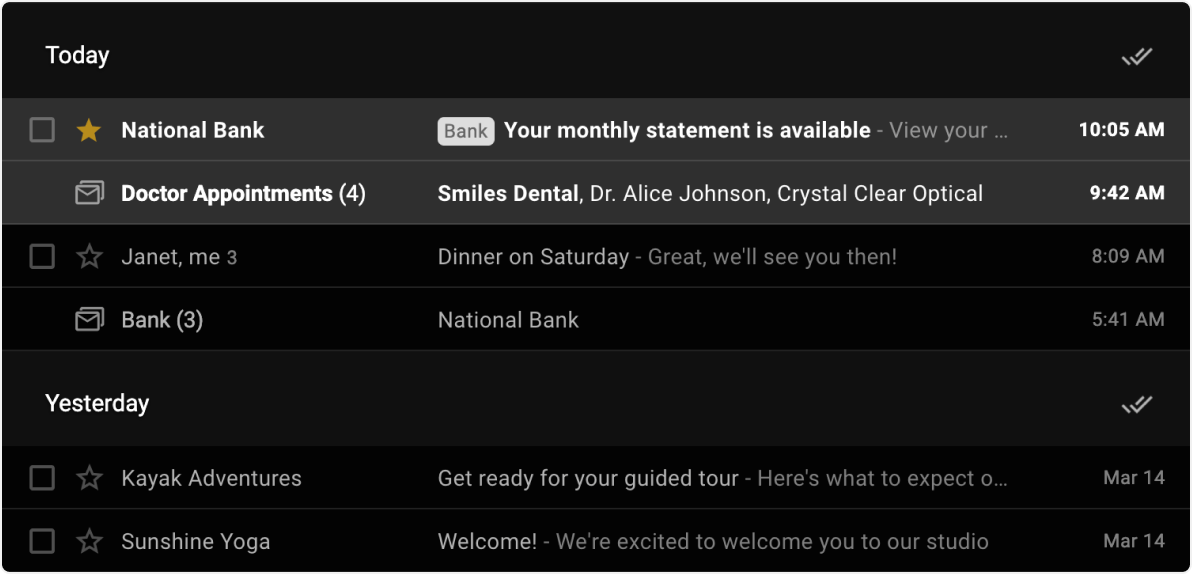 Today
National Bank Bank Your monthly statement is available - View your ... 10:05 AM
Doctor Appointments (4) Smiles Dental, Dr. Alice Johnson, Crystal Clear Optical 9:42 AM
Janet, me 3 Dinner on Saturday - Great, we'll see you then! 8:09 AM
Bank (3) National Bank 5:41 AM
Yesterday
Kayak Adventures Get ready for your guided tour - Here's what to expect o... Mar 14
Sunshine Yoga Welcome! - We're excited to welcome you to our studio Mar 14